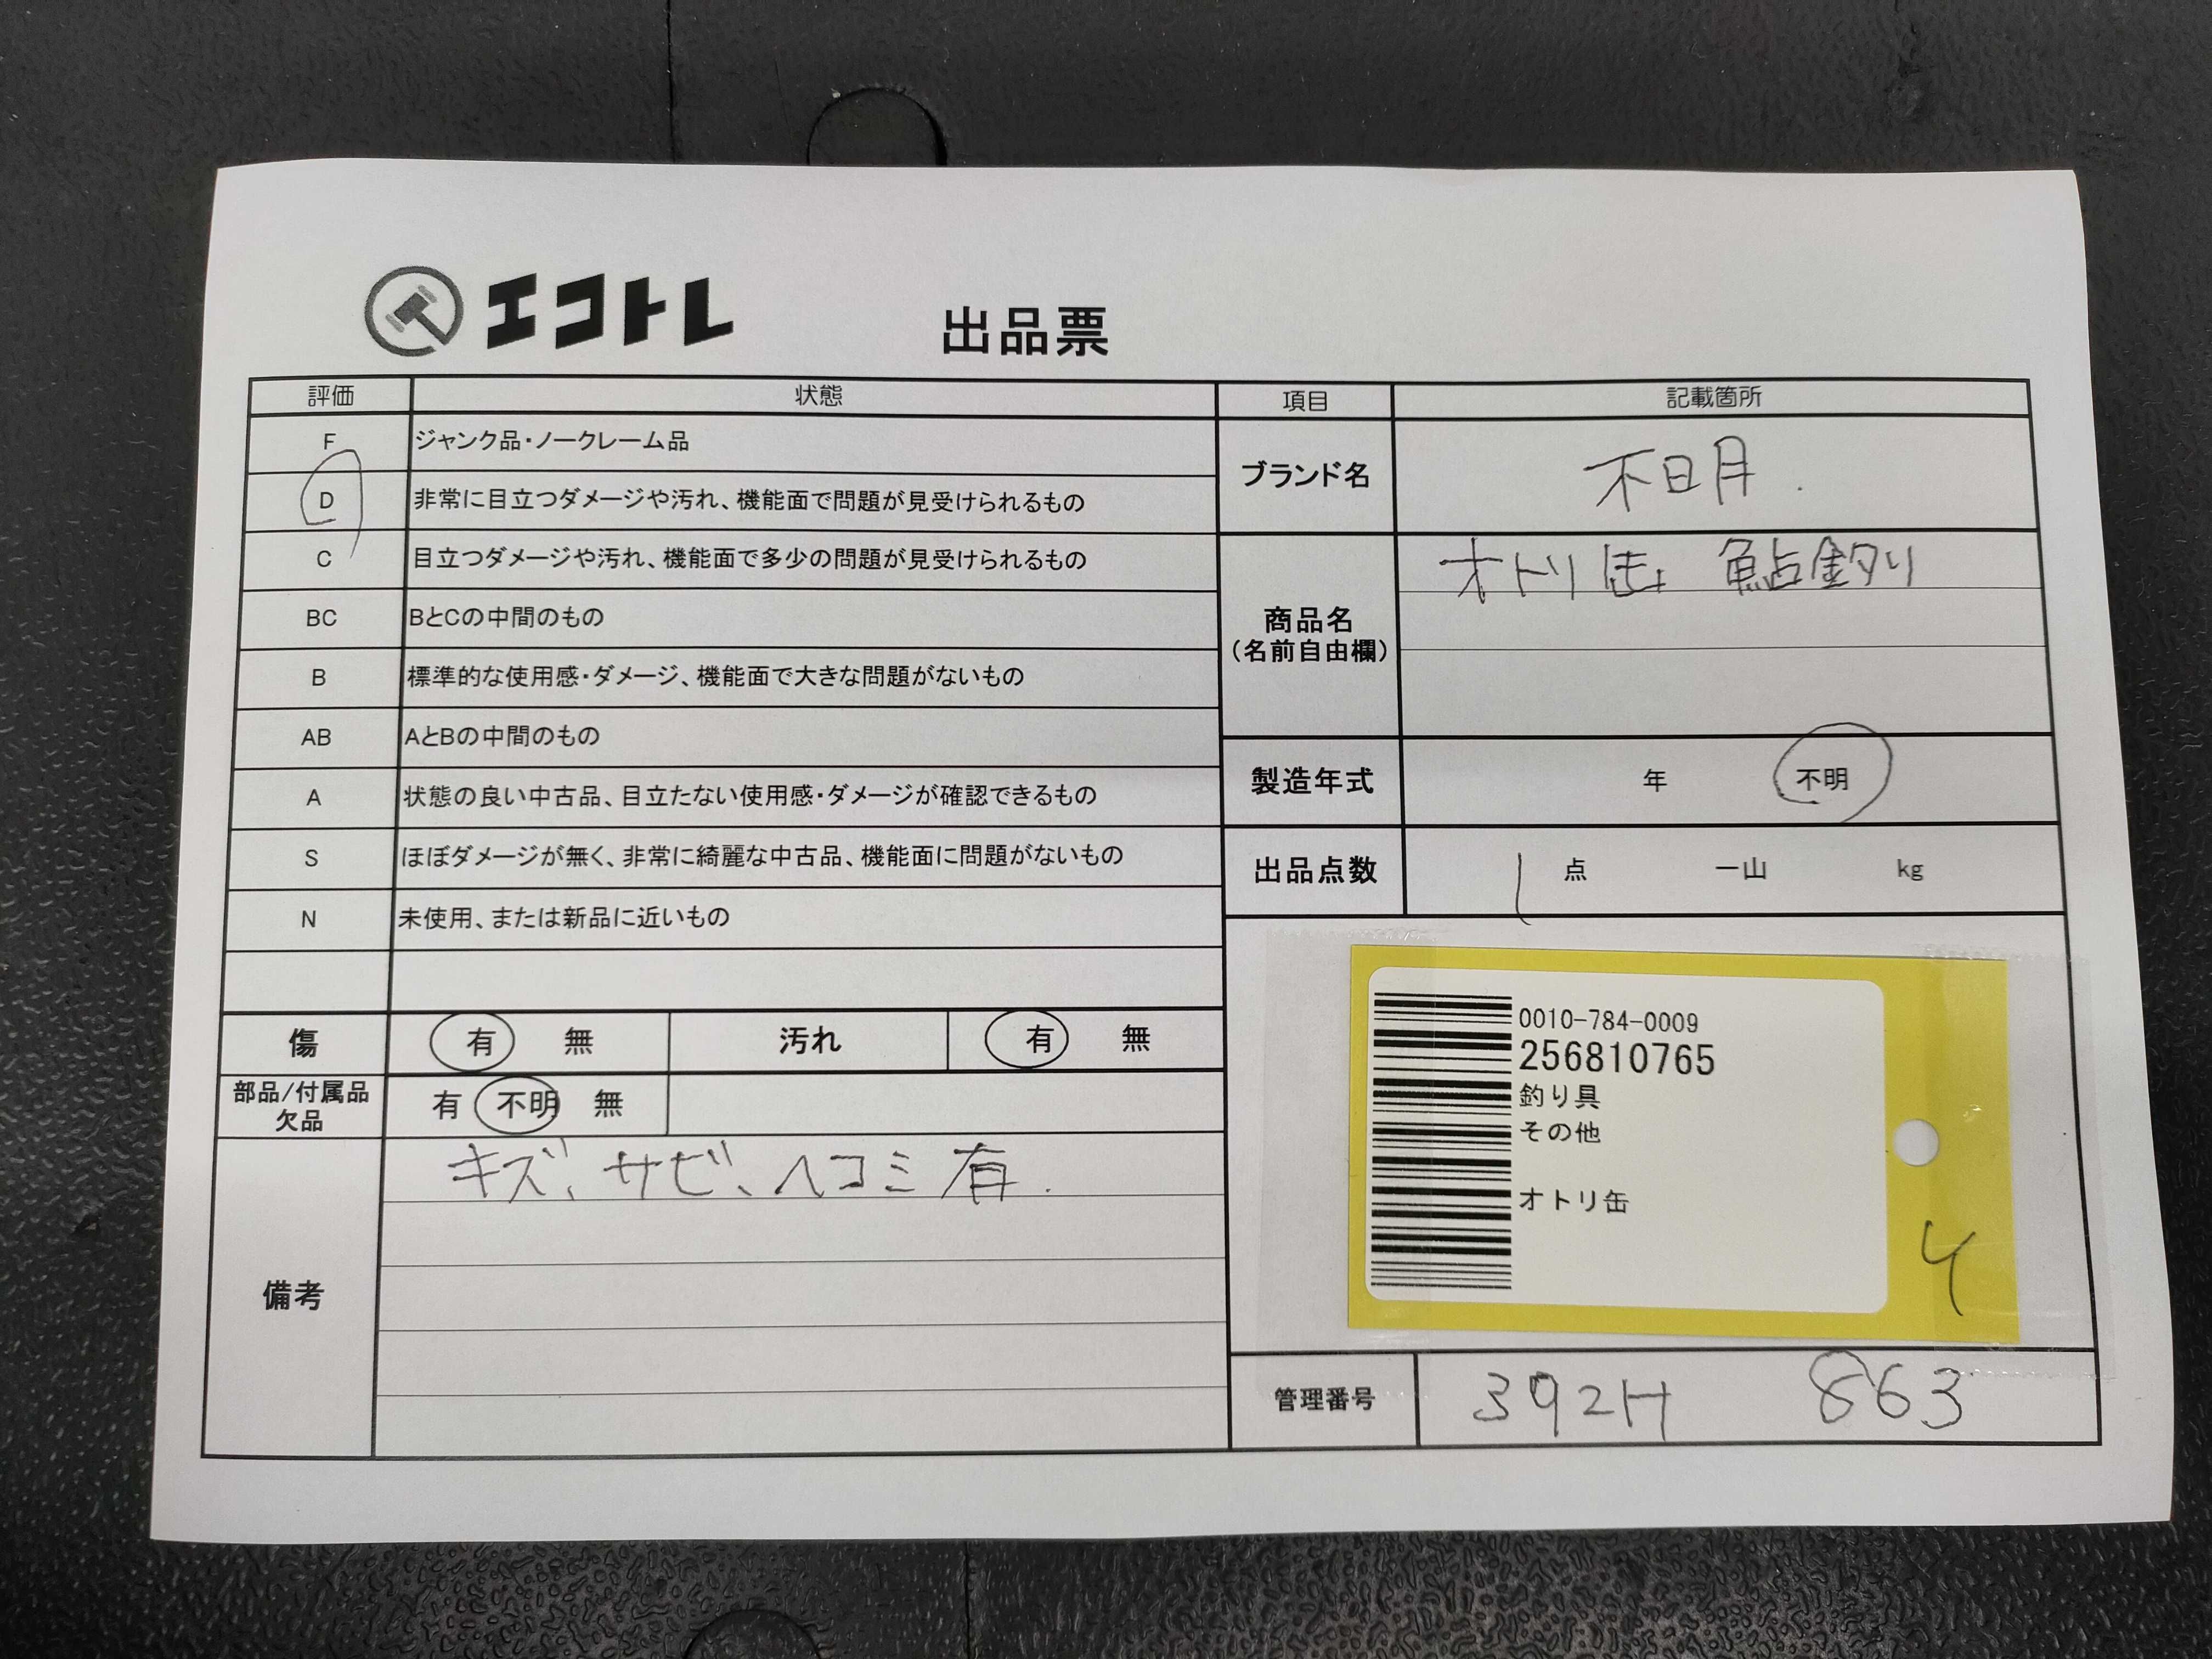 エコトレ
出品票
評価 状態
F ジャンク品・ノークレーム品
D 非常に目立つダメージや汚れ、機能面で問題が見受けられるもの
C 目立つダメージや汚れ、機能面で多少の問題が見受けられるもの
BC BとCの中間のもの
B 標準的な使用感・ダメージ、機能面で大きな問題がないもの
AB AとBの中間のもの
A 状態の良い中古品、目立たない使用感・ダメージが確認できるもの
S ほぼダメージが無く、非常に綺麗な中古品、機能面に問題がないもの
N 未使用、または新品に近いもの
傷 有 無 汚れ 有 無
部品/付属品
欠品
有 不明 無
備考
キズ、サビ、ヘコミ有.
項目 記載箇所
ブランド名 不明.
商品名
(名前自由欄)
オトリ缶 鮎釣り
製造年式 年 不明
出品点数 1 点 一山 kg
0010-784-0009
256810765
釣り具
その他
オトリ缶
管理番号 392H 863